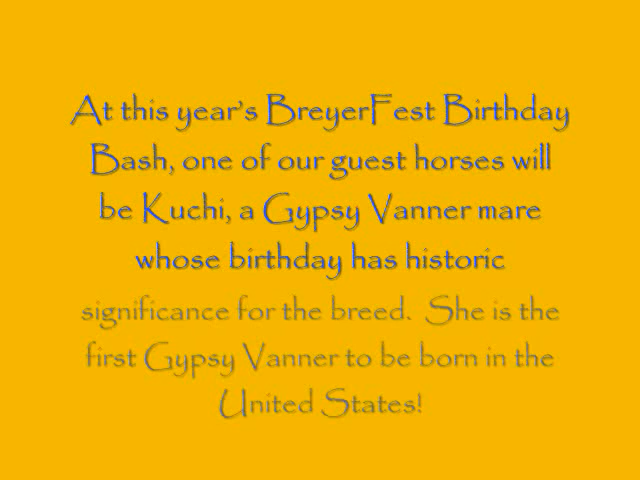 At this year's BreyerFest Birthday
Bash, one of our guest horses will
be Kuchi, a Gypsy Vanner mare
whose birthday has historic
significance for the breed.  She is the
first Gypsy Vanner to be born in the
United States!